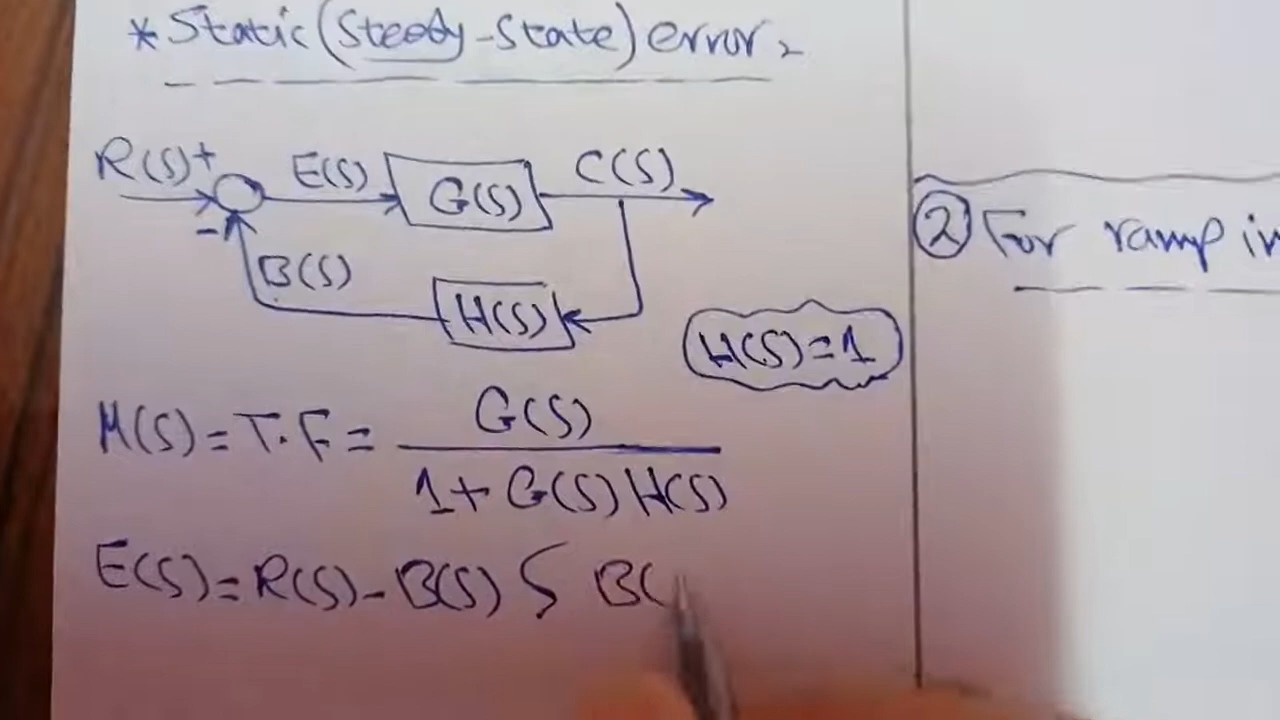 * Static (Steady-State) error,
R(S) + E(S) G(S) C(S)
-
B(S) H(S)
H(S)=1
M(S)=T.F= G(S)
1+G(S)H(S)
E(S)=R(S)-B(S) B(
② For ramp in